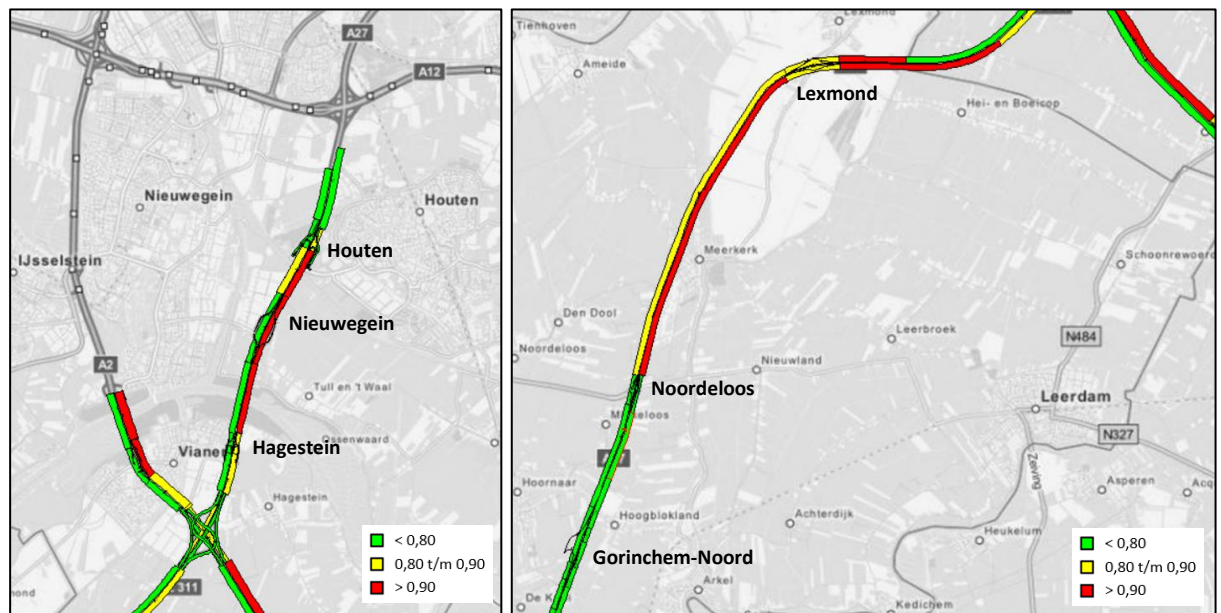 A27
A12
Nieuwegein
Houten
Houten
IJsselstein
Nieuwegein
A2
Tull en 't Waal
Hagestein
Vianen
Hagestein
< 0,80
0,80 t/m 0,90
> 0,90
Lexmond
Tienhoven
Ameide
Lexmond
Hei- en Boeicop
Meerkerk
Schoonrewoerd
Den Dool
Leerbroek
N484
Noordeloos
Nieuwland
Noordeloos
Leerdam
N327
Hoornaar
Asperen
Hoogblokland
Achterdijk
Heukelum
Gorinchem-Noord
Arkel
Kedichem
< 0,80
0,80 t/m 0,90
> 0,90